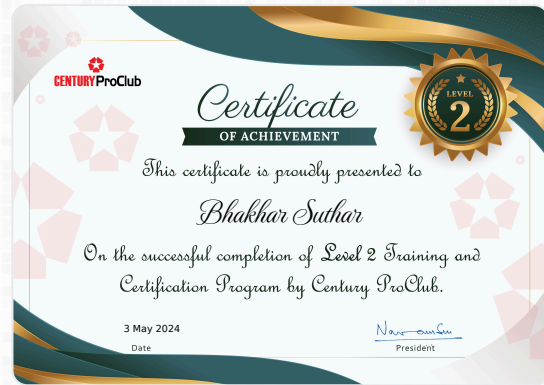 CENTURY ProClub
Certificate
OF ACHIEVEMENT
LEVEL
2
This certificate is proudly presented to
Bhakhar Suthar
On the successful completion of Level 2 Training and
Certification Program by Century ProClub.
3 May 2024
Date
President